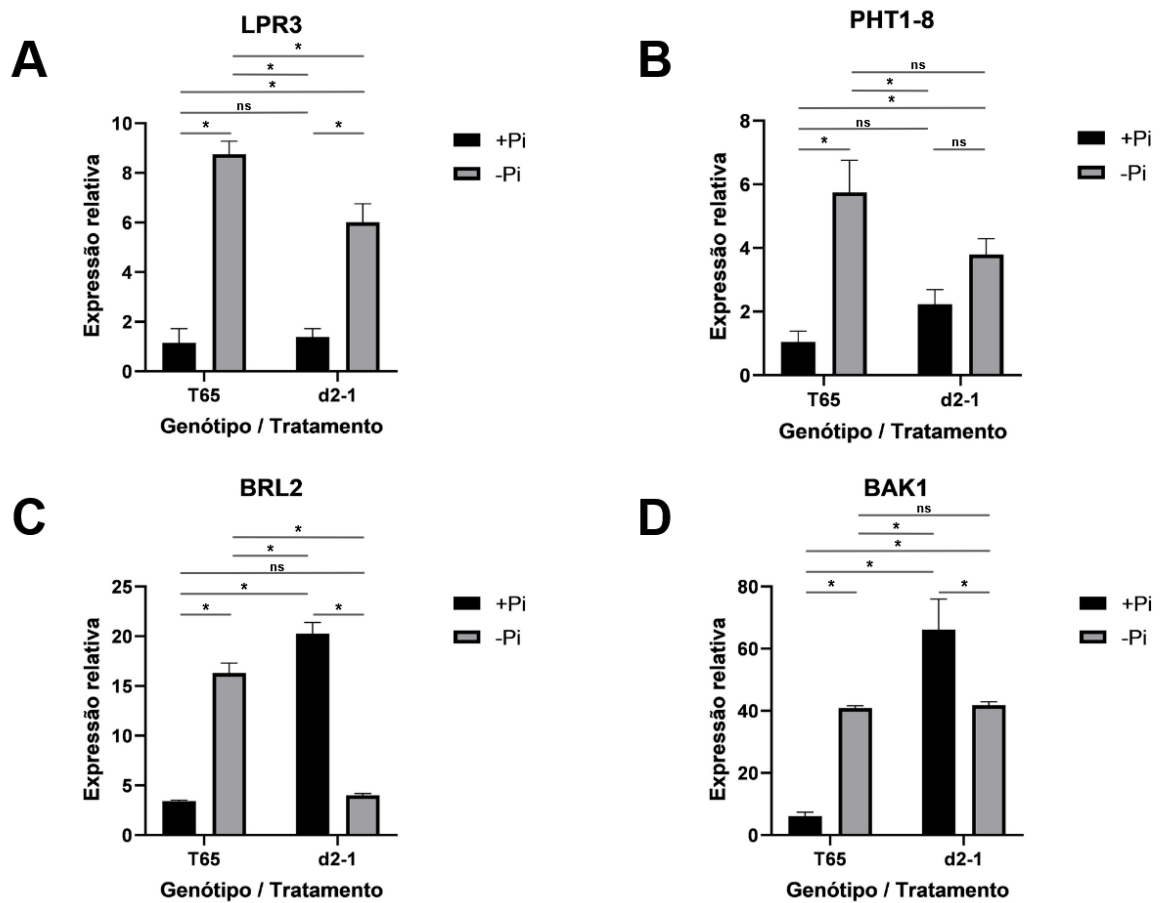 A
LPR3
*
*
*
ns
*
*
10
8
6
4
2
0
Expressão relativa
T65
d2-1
Genótipo / Tratamento
+Pi
-Pi
B
PHT1-8
ns
*
*
ns
*
ns
8
6
4
2
0
Expressão relativa
T65
d2-1
Genótipo / Tratamento
+Pi
-Pi
C
BRL2
*
*
ns
*
*
*
25
20
15
10
5
0
Expressão relativa
T65
d2-1
Genótipo / Tratamento
+Pi
-Pi
D
BAK1
ns
*
*
*
*
*
80
60
40
20
0
Expressão relativa
T65
d2-1
Genótipo / Tratamento
+Pi
-Pi